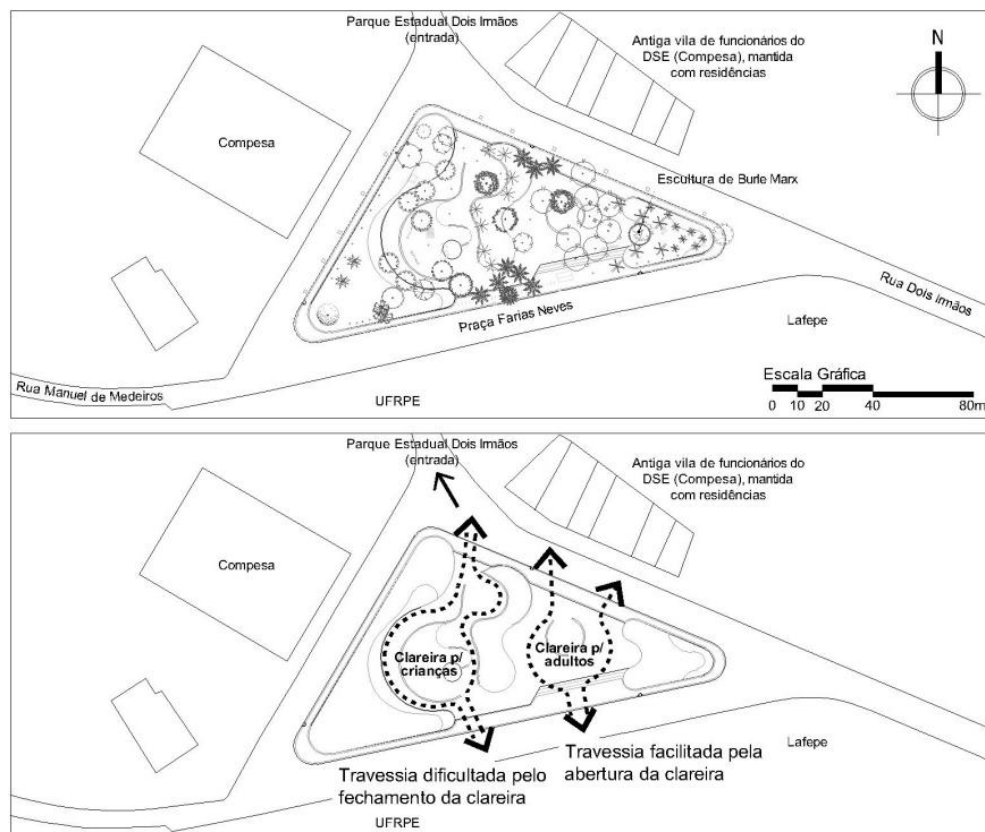 Parque Estadual Dois Irmãos
(entrada)
Antiga vila de funcionários do
DSE (Compesa), mantida
com residências
N
Compesa
Escultura de Burle Marx
Rua Dois Irmãos
Praça Farias Neves
Lafepe
Rua Manuel de Medeiros
UFRPE
Escala Gráfica
0 10 20 40 80m
Parque Estadual Dois Irmãos
(entrada)
Antiga vila de funcionários do
DSE (Compesa), mantida
com residências
Compesa
Clareira p/
crianças
Clareira p/
adultos
Lafepe
Travessia dificultada pelo
fechamento da clareira
Travessia facilitada pela
abertura da clareira
UFRPE